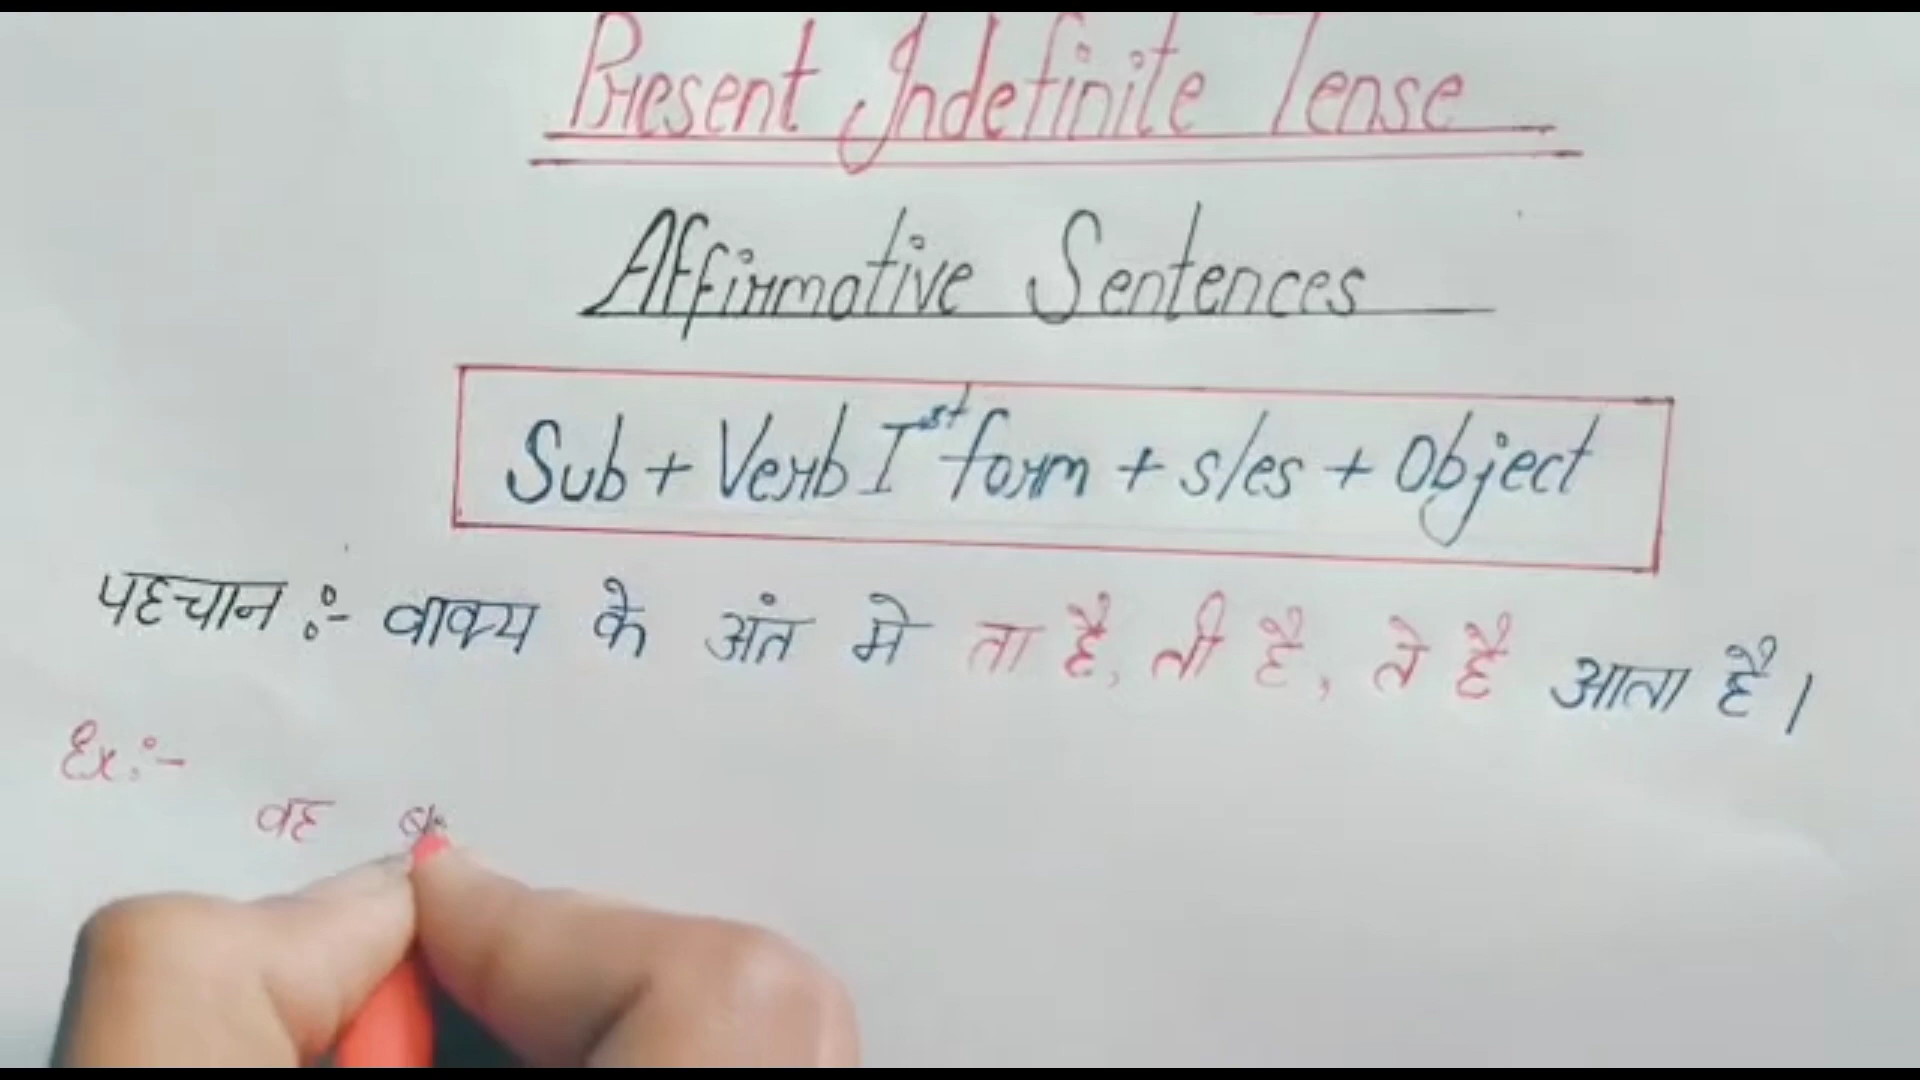 Present Indefinite Tense
Affirmative Sentences
Sub + Verb Ist form + s/es + Object
पहचान :- वाक्य के अंत मे ता है, ती है, ते है आता है।
Ex:-
वह